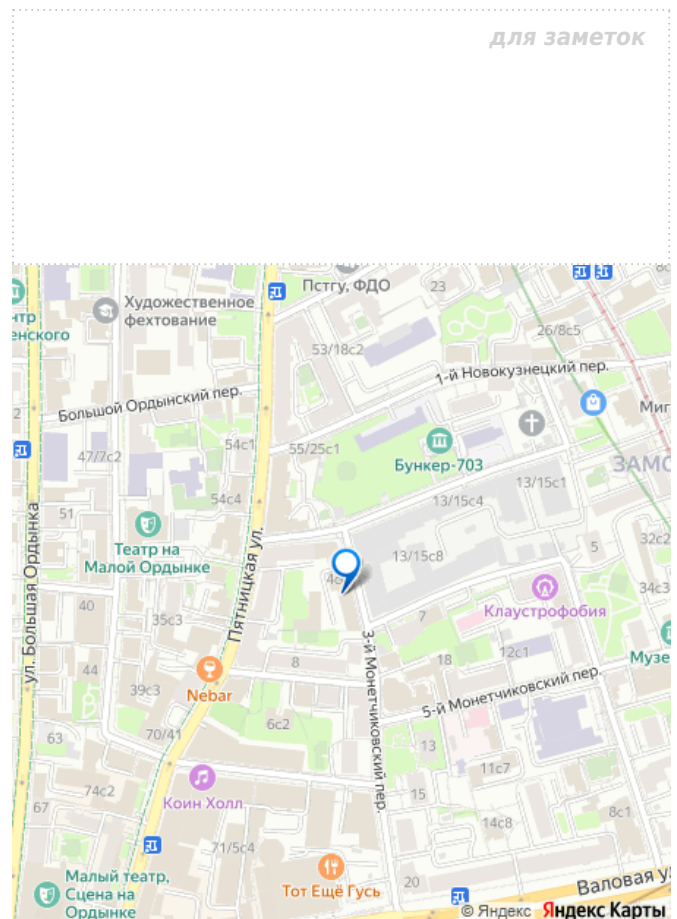 для заметок
Пстгу, ФДО
23
Художественное
фехтование
нтр
енского
26/8с5
53/18с2
1-й Новокузнецкий пер.
Большой Ордынский пер.
Миг
54с1
55/25с1
47/7с2
Бункер-703
ЗАМО
13/15с1
54с4
13/15с4
51
ул. Большая Ордынка
Пятницкая ул.
Театр на
Малой Ордынке
13/15с8
5
32с2
34с3
40
35с3
Клаустрофобия
7
3-й Монетчиковский пер.
12с1
18
Музе
8
44
39с3
Nebar
5-й Монетчиковский пер.
6с2
63
70/41
13
11с7
74с2
Коин Холл
15
67
8с1
14с8
71/5с4
Малый театр,
Сцена на
Ордынке
Тот Ещё Гусь
20
Валовая у
© Яндекс Яндекс Карты